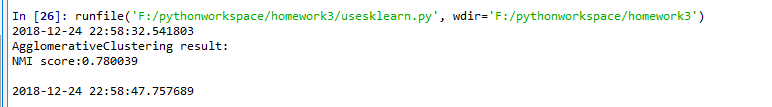 In [26]: runfile('F:/pythonworkspace/homework3/usesklearn.py', wdir='F:/pythonworkspace/homework3')
2018-12-24 22:58:32.541803
AgglomerativeClustering result:
NMI score:0.780039
2018-12-24 22:58:47.757689